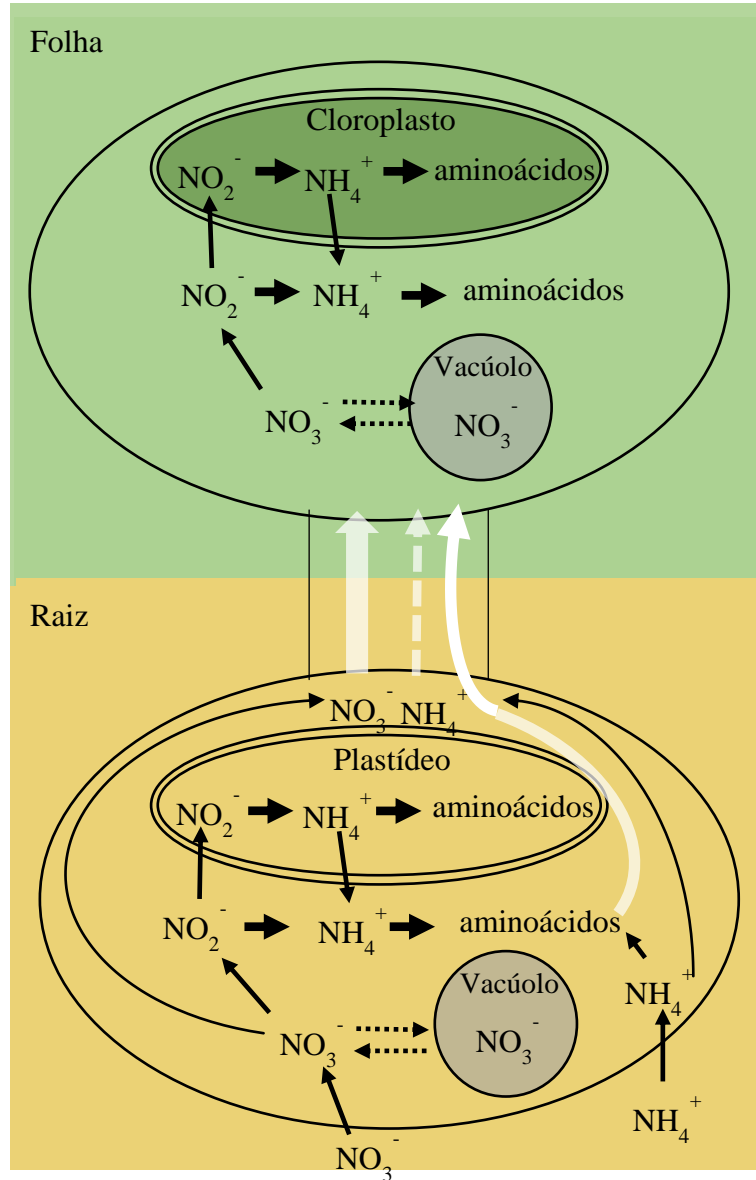 Folha
Cloroplasto
NO₂⁻ NH₄⁺ aminoácidos
NO₂⁻ NH₄⁺ aminoácidos
Vacúolo
NO₃⁻ NO₃⁻
Raiz
NO₃⁻ NH₄⁺
Plastídeo
NO₂⁻ NH₄⁺ aminoácidos
NO₂⁻ NH₄⁺ aminoácidos
Vacúolo
NH₄⁺
NO₃⁻ NO₃⁻
NH₄⁺
NO₃⁻